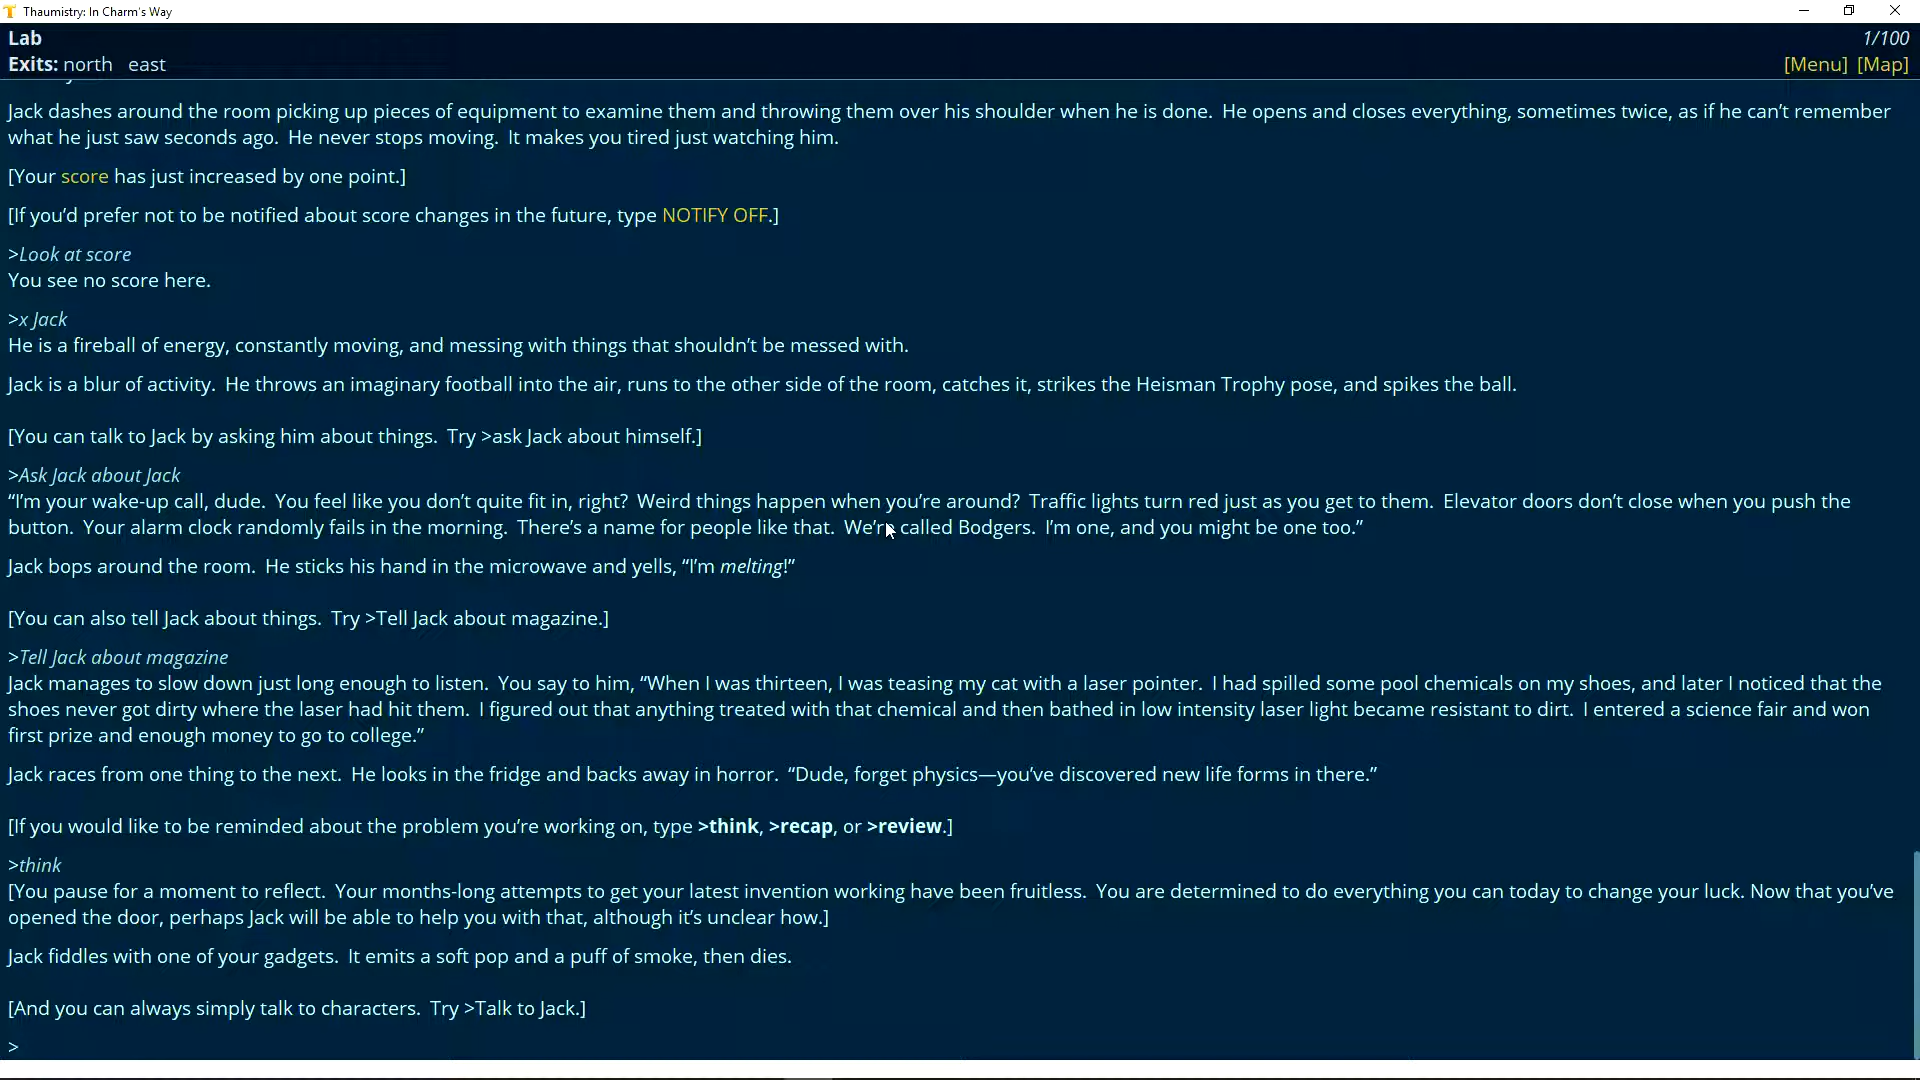 Thaumistry: In Charm's Way
Lab
1/100
Exits: north east
[Menu] [Map]
Jack dashes around the room picking up pieces of equipment to examine them and throwing them over his shoulder when he is done. He opens and closes everything, sometimes twice, as if he can't remember
what he just saw seconds ago. He never stops moving. It makes you tired just watching him.
[Your score has just increased by one point.]
[If you'd prefer not to be notified about score changes in the future, type NOTIFY OFF.]
>Look at score
You see no score here.
>x Jack
He is a fireball of energy, constantly moving, and messing with things that shouldn't be messed with.
Jack is a blur of activity. He throws an imaginary football into the air, runs to the other side of the room, catches it, strikes the Heisman Trophy pose, and spikes the ball.
[You can talk to Jack by asking him about things. Try >ask Jack about himself.]
>Ask Jack about Jack
“I'm your wake-up call, dude. You feel like you don't quite fit in, right? Weird things happen when you're around? Traffic lights turn red just as you get to them. Elevator doors don't close when you push the
button. Your alarm clock randomly fails in the morning. There's a name for people like that. We're called Bodgers. I'm one, and you might be one too.”
Jack bops around the room. He sticks his hand in the microwave and yells, “I'm melting!”
[You can also tell Jack about things. Try >Tell Jack about magazine.]
>Tell Jack about magazine
Jack manages to slow down just long enough to listen. You say to him, “When I was thirteen, I was teasing my cat with a laser pointer. I had spilled some pool chemicals on my shoes, and later I noticed that the
shoes never got dirty where the laser had hit them. I figured out that anything treated with that chemical and then bathed in low intensity laser light became resistant to dirt. I entered a science fair and won
first prize and enough money to go to college.”
Jack races from one thing to the next. He looks in the fridge and backs away in horror. “Dude, forget physics—you've discovered new life forms in there.”
[If you would like to be reminded about the problem you're working on, type >think, >recap, or >review.]
>think
[You pause for a moment to reflect. Your months-long attempts to get your latest invention working have been fruitless. You are determined to do everything you can today to change your luck. Now that you've
opened the door, perhaps Jack will be able to help you with that, although it's unclear how.]
Jack fiddles with one of your gadgets. It emits a soft pop and a puff of smoke, then dies.
[And you can always simply talk to characters. Try >Talk to Jack.]
>